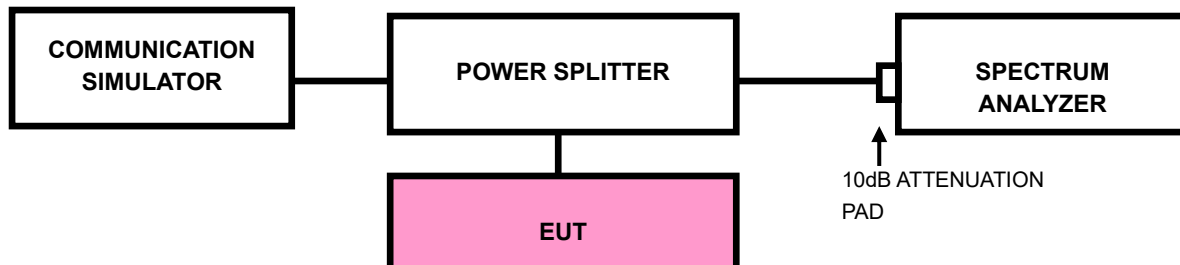 COMMUNICATION
SIMULATOR
POWER SPLITTER
SPECTRUM
ANALYZER
10dB ATTENUATION
PAD
EUT